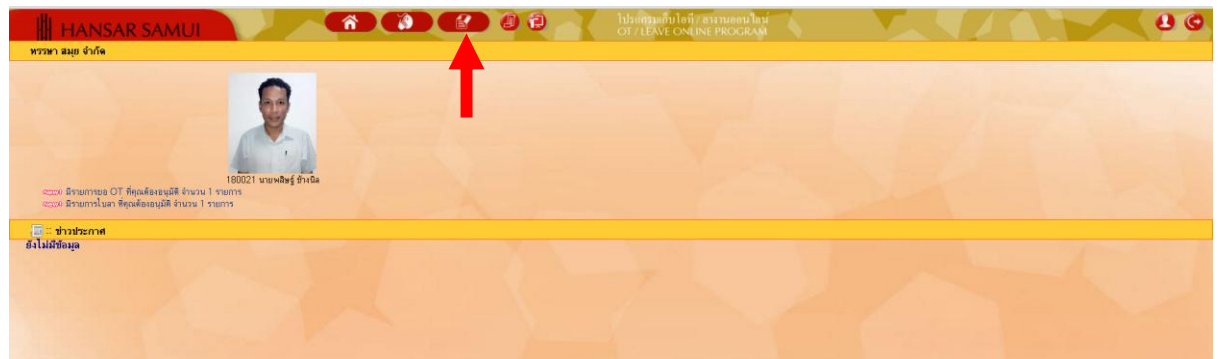 HANSAR SAMUI
โปรแกรมเก็บโอที / ลางานออนไลน์
OT / LEAVE ONLINE PROGRAM
หรรษา สมุย จำกัด
180021 นายพสิษฐ์ ช้างนิล
มีรายการขอ OT ที่คุณต้องอนุมัติ จำนวน 1 รายการ
มีรายการใบลา ที่คุณต้องอนุมัติ จำนวน 1 รายการ
:: ข่าวประกาศ
ยังไม่มีข้อมูล